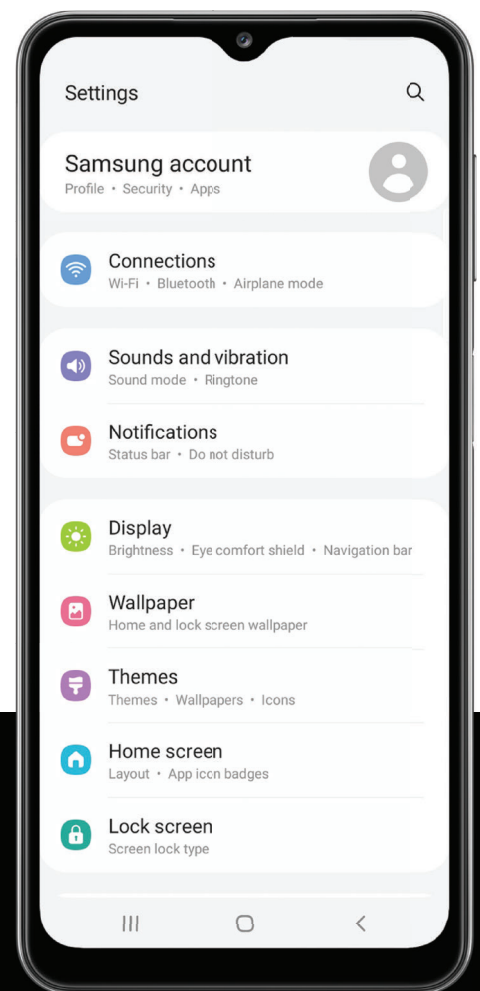 Settings
Samsung account
Profile • Security • Apps
Connections
Wi-Fi • Bluetooth • Airplane mode
Sounds and vibration
Sound mode • Ringtone
Notifications
Status bar • Do not disturb
Display
Brightness • Eye comfort shield • Navigation bar
Wallpaper
Home and lock screen wallpaper
Themes
Themes • Wallpapers • Icons
Home screen
Layout • App icon badges
Lock screen
Screen lock type